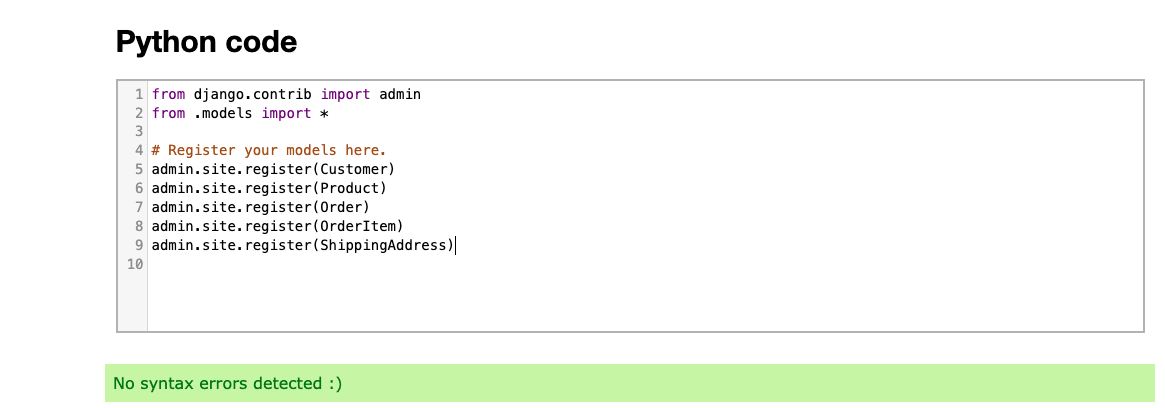 Python code
1 from django.contrib import admin
2 from .models import *
3
4 # Register your models here.
5 admin.site.register(Customer)
6 admin.site.register(Product)
7 admin.site.register(Order)
8 admin.site.register(OrderItem)
9 admin.site.register(ShippingAddress)
10
No syntax errors detected :)